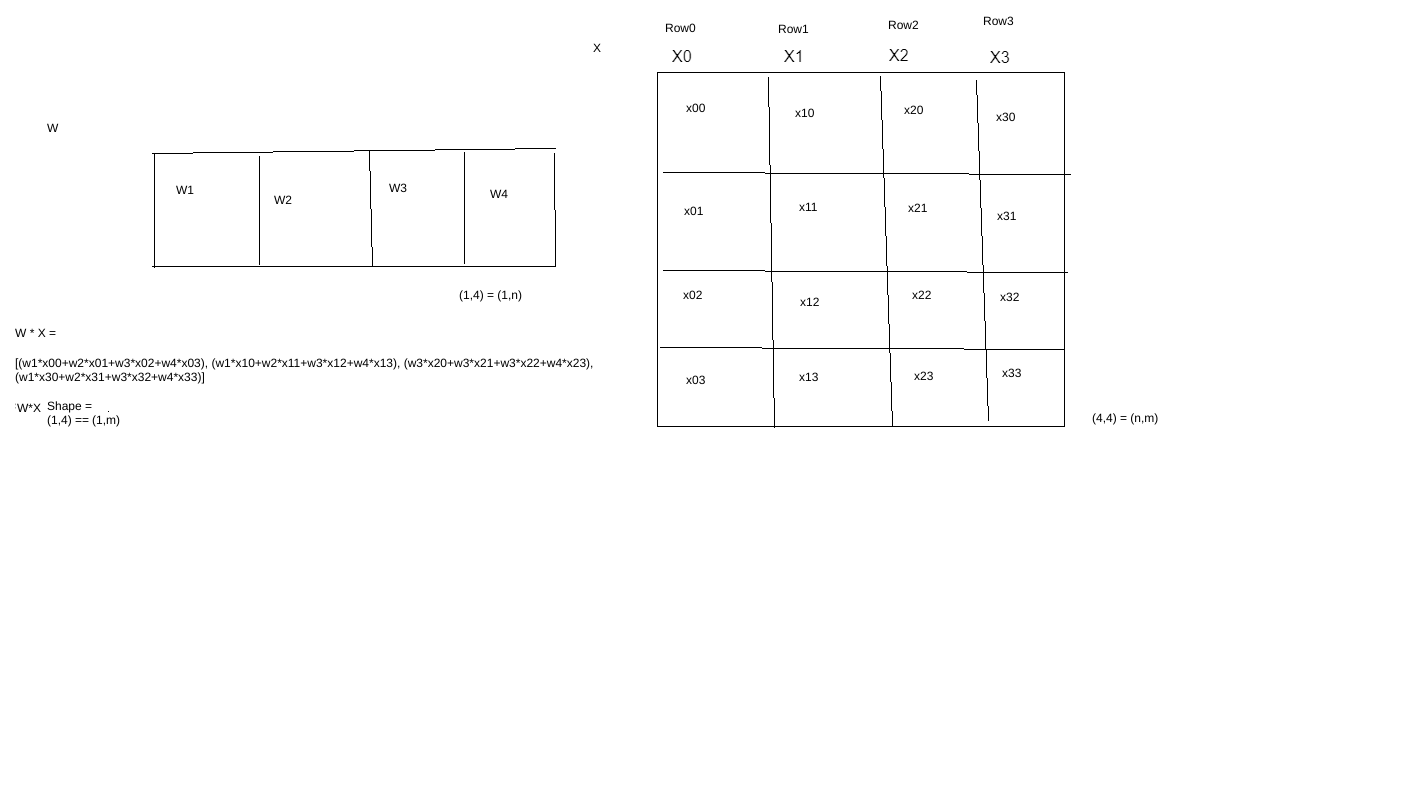 Row0 Row1 Row2 Row3
X
X0 X1 X2 X3
x00 x10 x20 x30
W
W1 W2 W3 W4
x01 x11 x21 x31
(1,4) = (1,n)
x02 x12 x22 x32
W * X =
[(w1*x00+w2*x01+w3*x02+w4*x03), (w1*x10+w2*x11+w3*x12+w4*x13), (w3*x20+w3*x21+w3*x22+w4*x23),
(w1*x30+w2*x31+w3*x32+w4*x33)]
x03 x13 x23 x33
W*X Shape =
(1,4) == (1,m)
(4,4) = (n,m)